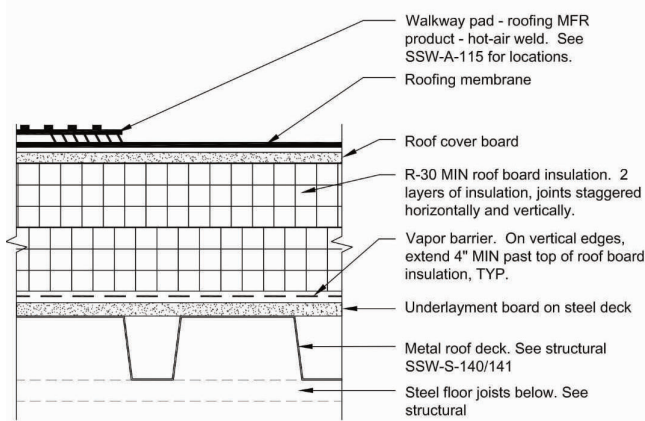 Walkway pad - roofing MFR
product - hot-air weld.  See
SSW-A-115 for locations.
Roofing membrane
Roof cover board
R-30 MIN roof board insulation.  2
layers of insulation, joints staggered
horizontally and vertically.
Vapor barrier.  On vertical edges,
extend 4" MIN past top of roof board
insulation, TYP.
Underlayment board on steel deck
Metal roof deck. See structural
SSW-S-140/141
Steel floor joists below. See
structural